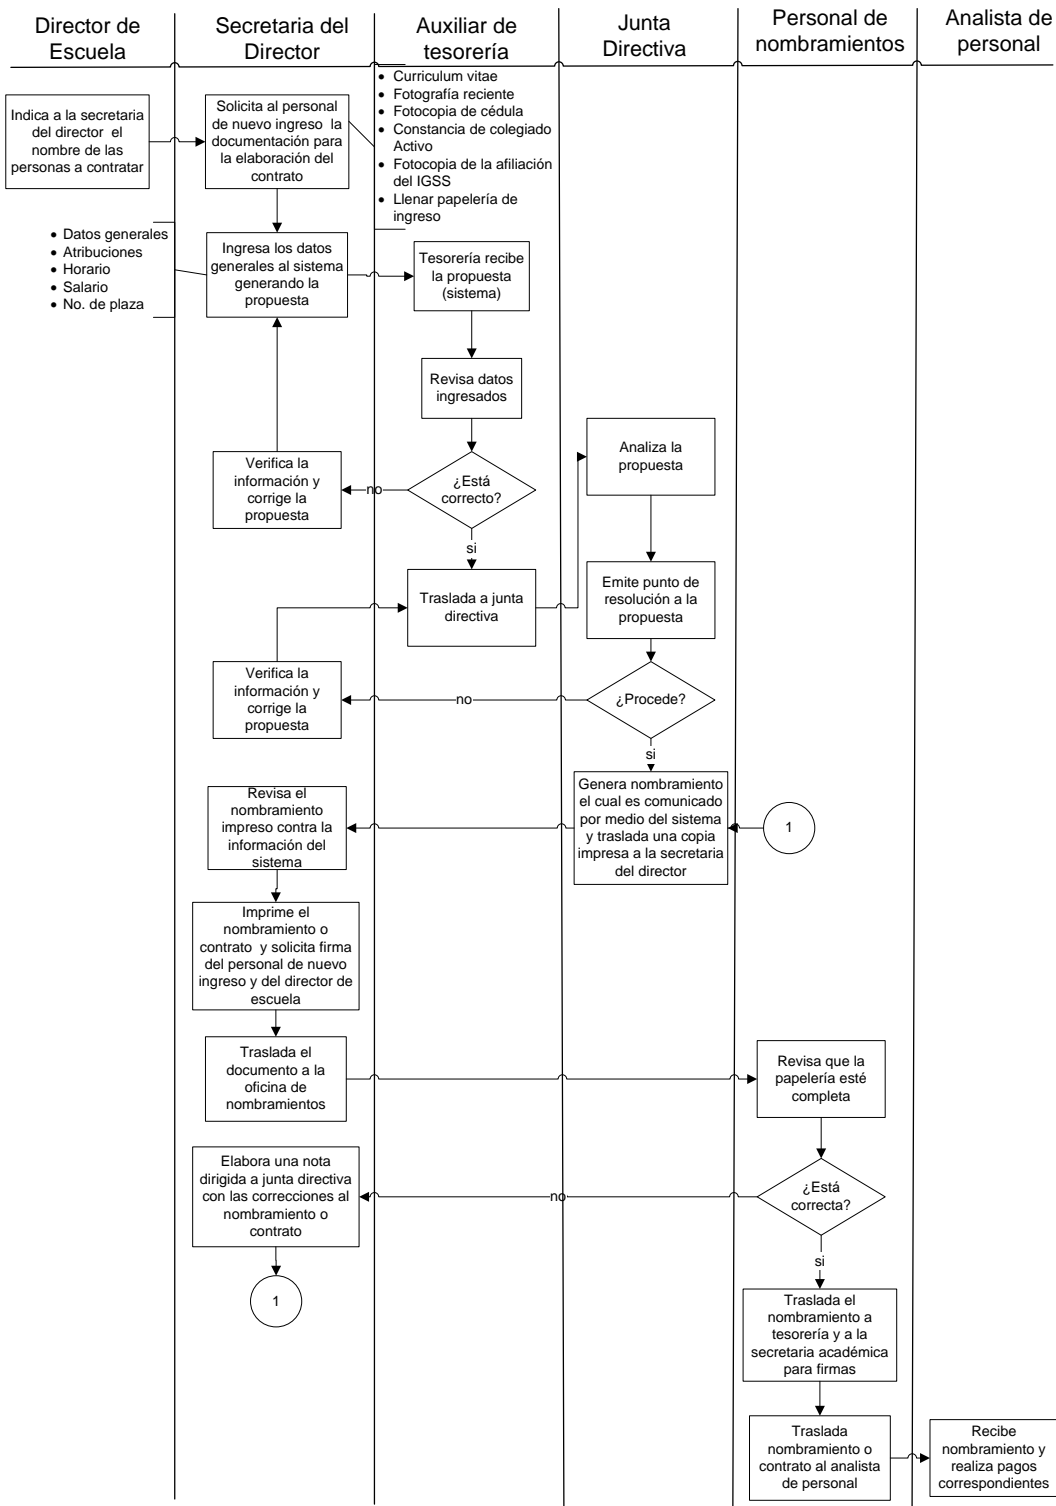 Director de
Escuela
Secretaria del
Director
Auxiliar de
tesorería
Junta
Directiva
Personal de
nombramientos
Analista de
personal
Indica a la secretaria
del director el
nombre de las
personas a contratar
Solicita al personal
de nuevo ingreso la
documentación para
la elaboración del
contrato
• Curriculum vitae
• Fotografía reciente
• Fotocopia de cédula
• Constancia de colegiado
Activo
• Fotocopia de la afiliación
del IGSS
• Llenar papelería de
ingreso
• Datos generales
• Atribuciones
• Horario
• Salario
• No. de plaza
Ingresa los datos
generales al sistema
generando la
propuesta
Tesorería recibe
la propuesta
(sistema)
Revisa datos
ingresados
¿Está
correcto?
no
Verifica la
información y
corrige la
propuesta
si
Traslada a junta
directiva
Analiza la
propuesta
Emite punto de
resolución a la
propuesta
¿Procede?
no
Verifica la
información y
corrige la
propuesta
si
Genera nombramiento
el cual es comunicado
por medio del sistema
y traslada una copia
impresa a la secretaria
del director
1
Revisa el
nombramiento
impreso contra la
información del
sistema
Imprime el
nombramiento o
contrato y solicita firma
del personal de nuevo
ingreso y del director de
escuela
Traslada el
documento a la
oficina de
nombramientos
Revisa que la
papelería esté
completa
¿Está
correcta?
no
Elabora una nota
dirigida a junta directiva
con las correcciones al
nombramiento o
contrato
1
si
Traslada el
nombramiento a
tesorería y a la
secretaria académica
para firmas
Traslada
nombramiento o
contrato al analista
de personal
Recibe
nombramiento y
realiza pagos
correspondientes